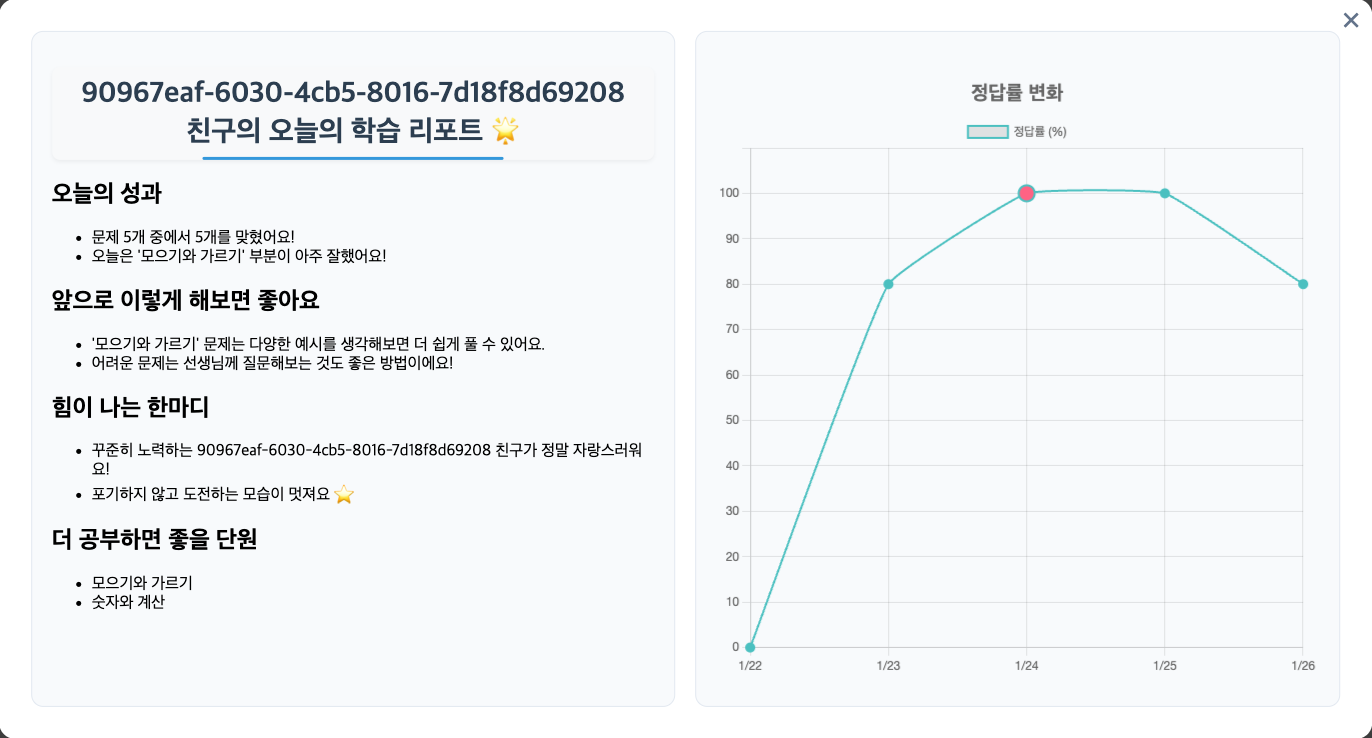 90967eaf-6030-4cb5-8016-7d18f8d69208
친구의 오늘의 학습 리포트 🌟
오늘의 성과
• 문제 5개 중에서 5개를 맞혔어요!
• 오늘은 '모으기와 가르기' 부분이 아주 잘했어요!
앞으로 이렇게 해보면 좋아요
• '모으기와 가르기' 문제는 다양한 예시를 생각해보면 더 쉽게 풀 수 있어요.
• 어려운 문제는 선생님께 질문해보는 것도 좋은 방법이에요!
힘이 나는 한마디
• 꾸준히 노력하는 90967eaf-6030-4cb5-8016-7d18f8d69208 친구가 정말 자랑스러워
요!
• 포기하지 않고 도전하는 모습이 멋져요 ⭐
더 공부하면 좋을 단원
• 모으기와 가르기
• 숫자와 계산
정답률 변화
정답률 (%)
100
90
80
70
60
50
40
30
20
10
0
1/22 1/23 1/24 1/25 1/26